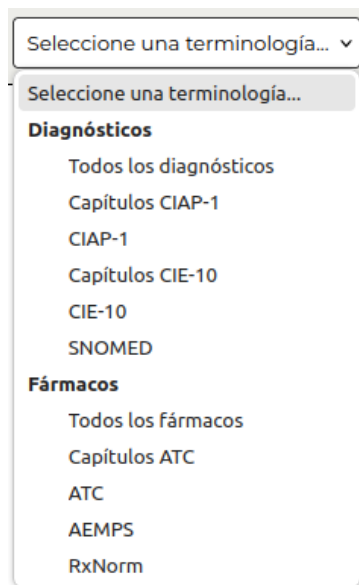 Seleccione una terminología...
Seleccione una terminología...
Diagnósticos
Todos los diagnósticos
Capítulos CIAP-1
CIAP-1
Capítulos CIE-10
CIE-10
SNOMED
Fármacos
Todos los fármacos
Capítulos ATC
ATC
AEMPS
RxNorm